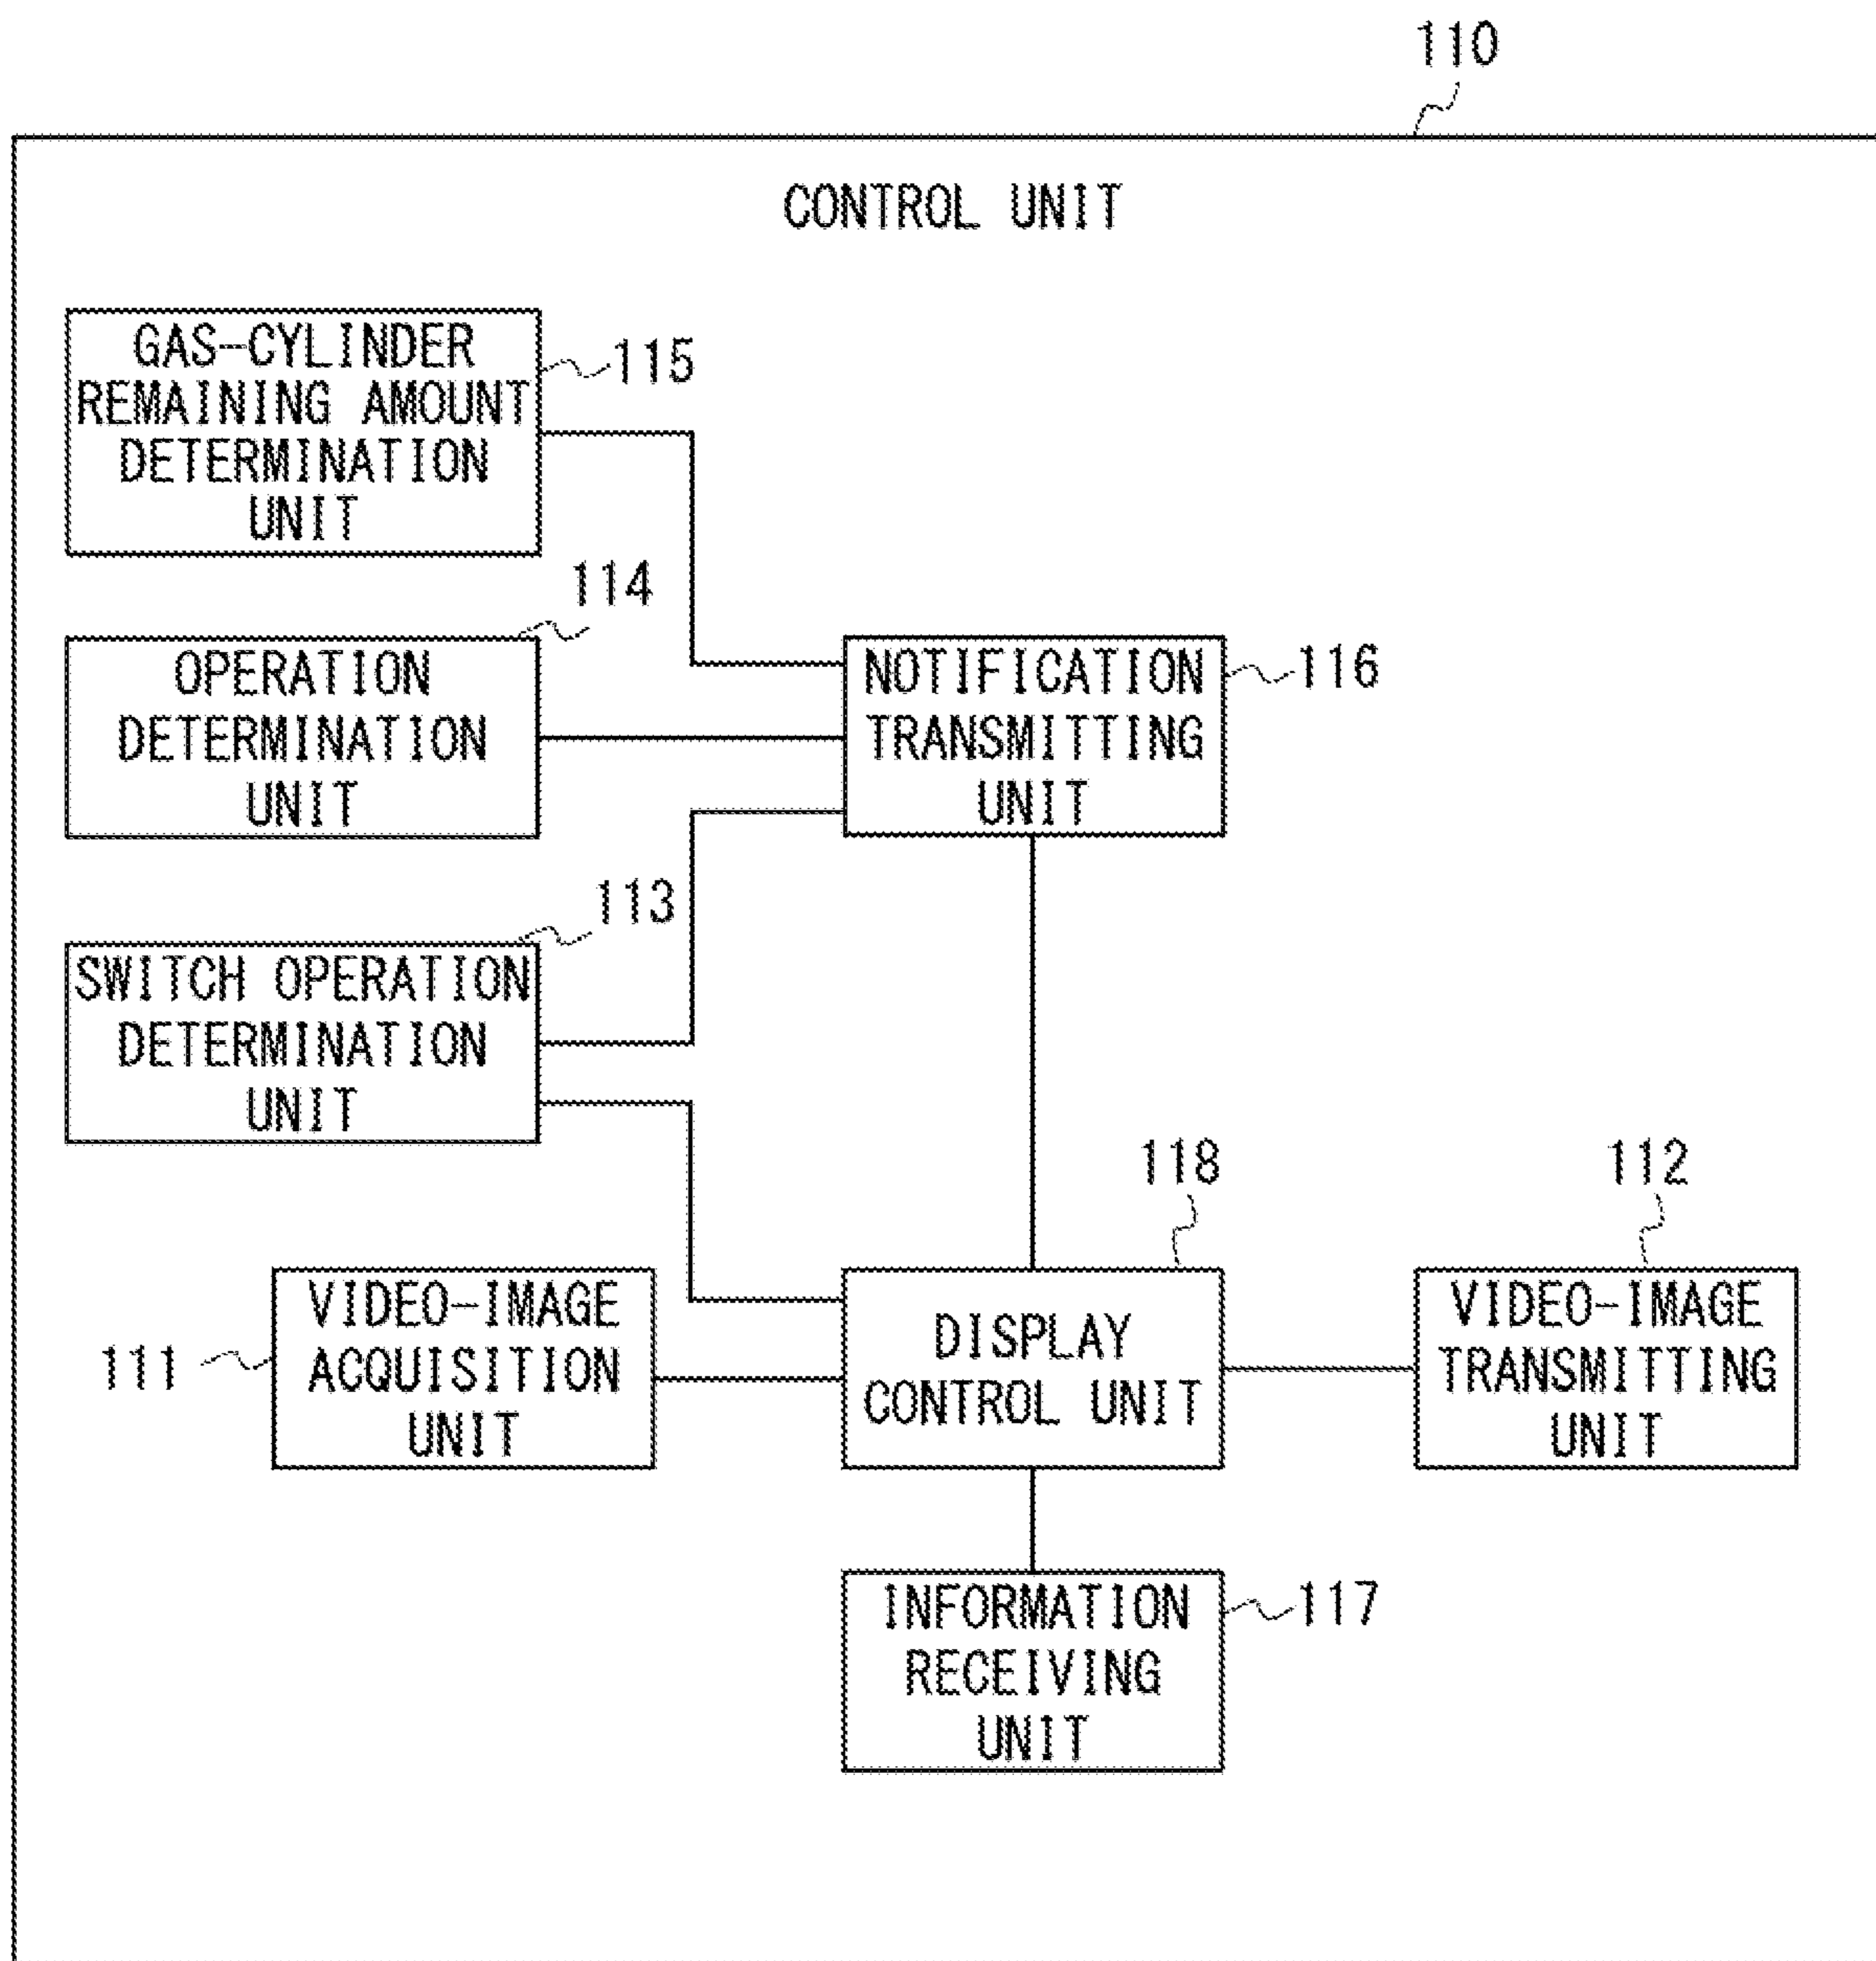 110
CONTROL UNIT
GAS-CYLINDER
REMAINING AMOUNT
DETERMINATION
UNIT
115
114
OPERATION
DETERMINATION
UNIT
NOTIFICATION
TRANSMITTING
UNIT
116
113
SWITCH OPERATION
DETERMINATION
UNIT
118
112
111
VIDEO-IMAGE
ACQUISITION
UNIT
DISPLAY
CONTROL UNIT
VIDEO-IMAGE
TRANSMITTING
UNIT
INFORMATION
RECEIVING
UNIT
117